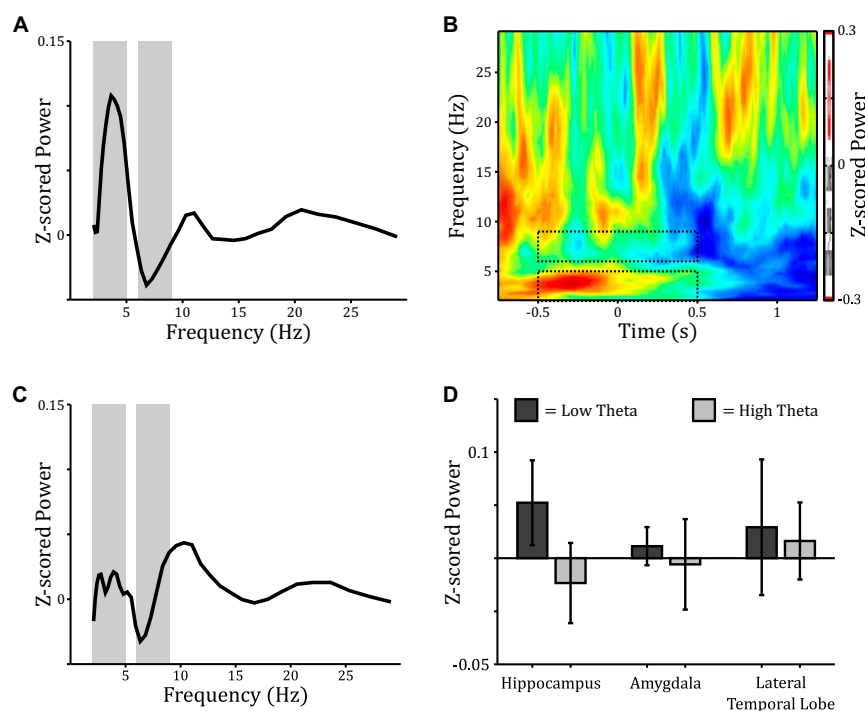 A
0.15
Z-scored Power
0
5
10
15
20
25
Frequency (Hz)
B
25
20
15
10
5
Frequency (Hz)
-0.5
0
0.5
1
Time (s)
0.3
0
-0.3
Z-scored Power
C
0.15
Z-scored Power
0
5
10
15
20
25
Frequency (Hz)
D
= Low Theta
= High Theta
0.1
-0.05
Z-scored Power
Hippocampus
Amygdala
Lateral
Temporal Lobe